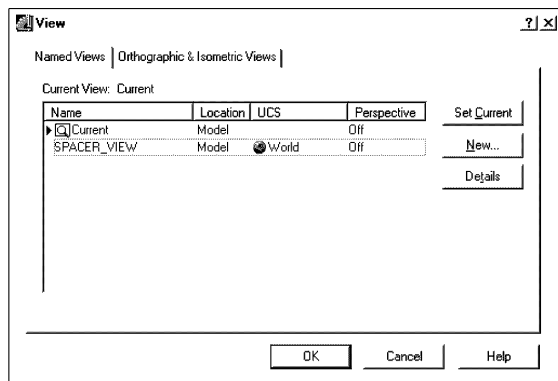 View
Named Views Orthographic & Isometric Views
Current View: Current
Name Location UCS Perspective
Current Model Off
SPACER_VIEW Model World Off
Set Current
New...
Details
OK Cancel Help